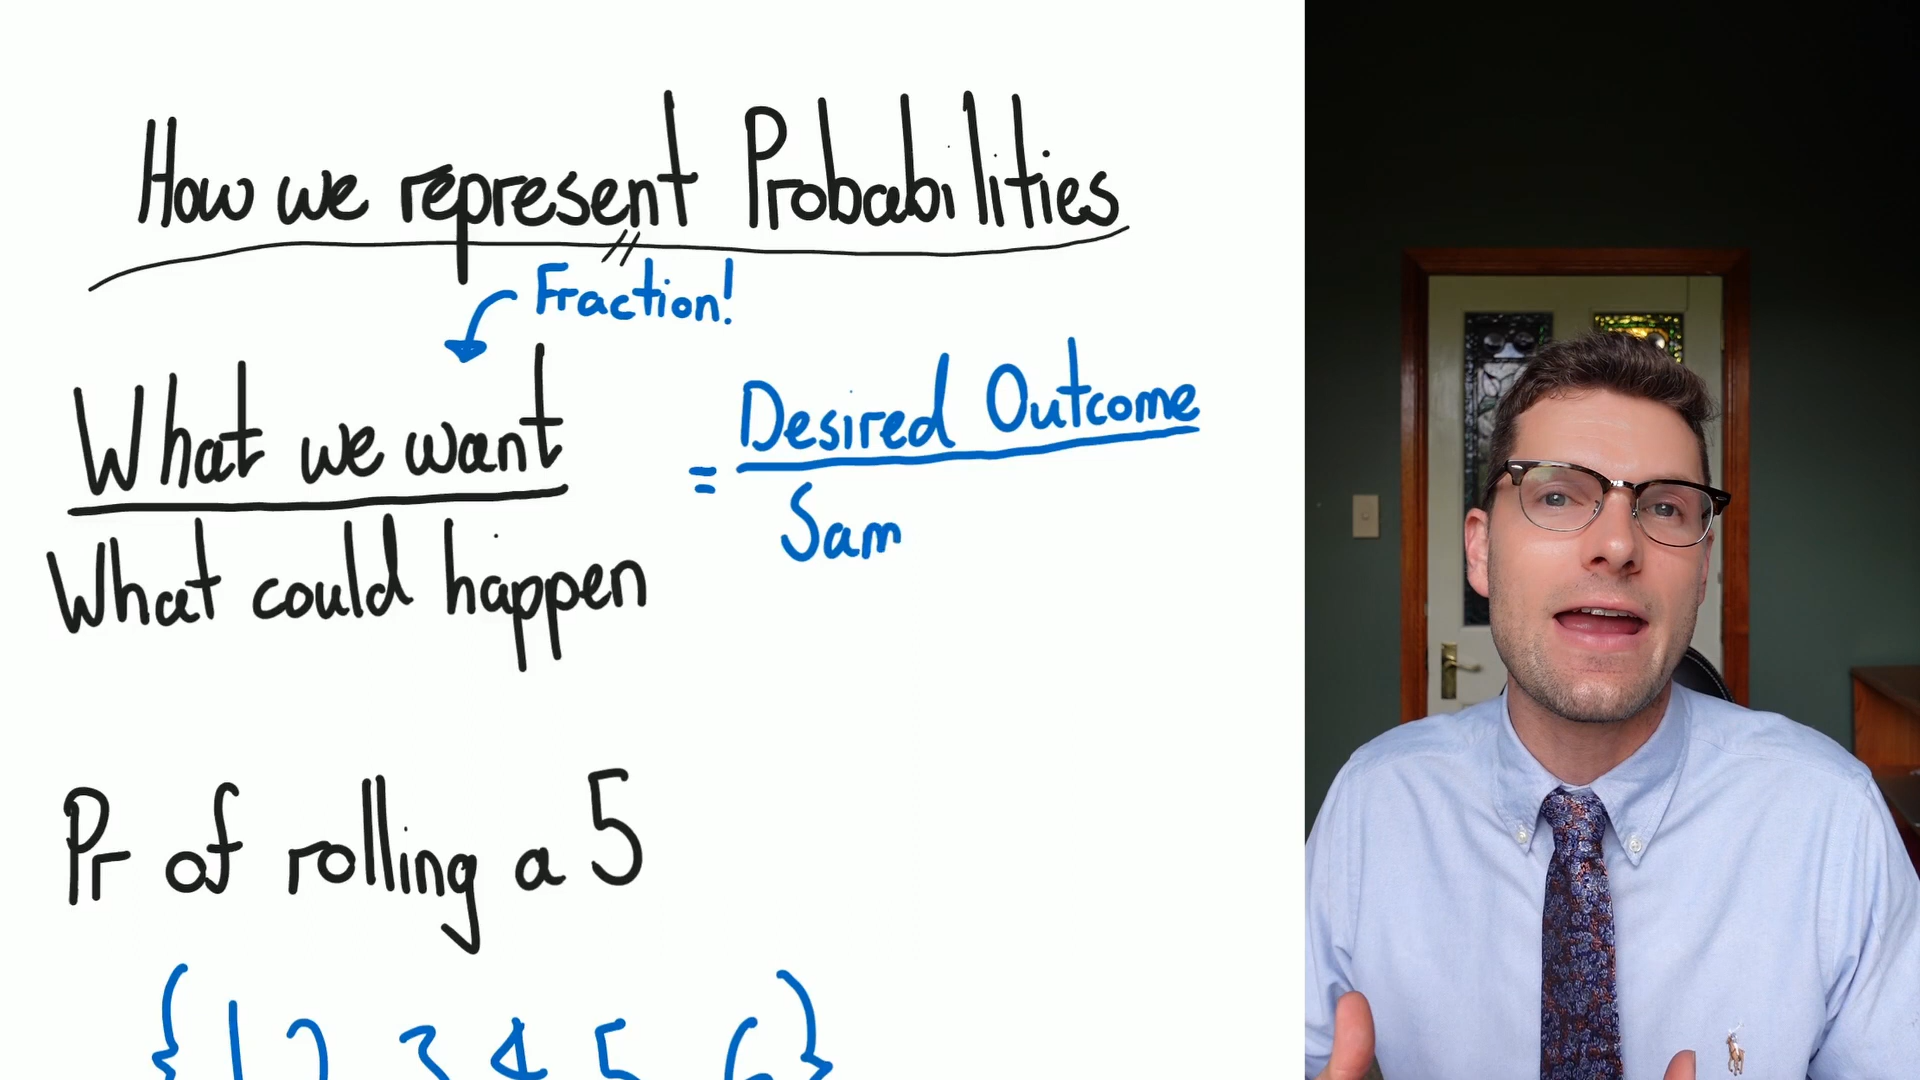 How we represent Probabilities
Fraction!
What we want
What could happen
= Desired Outcome
Sam
Pr of rolling a 5
{1 2 3 4 5 6}